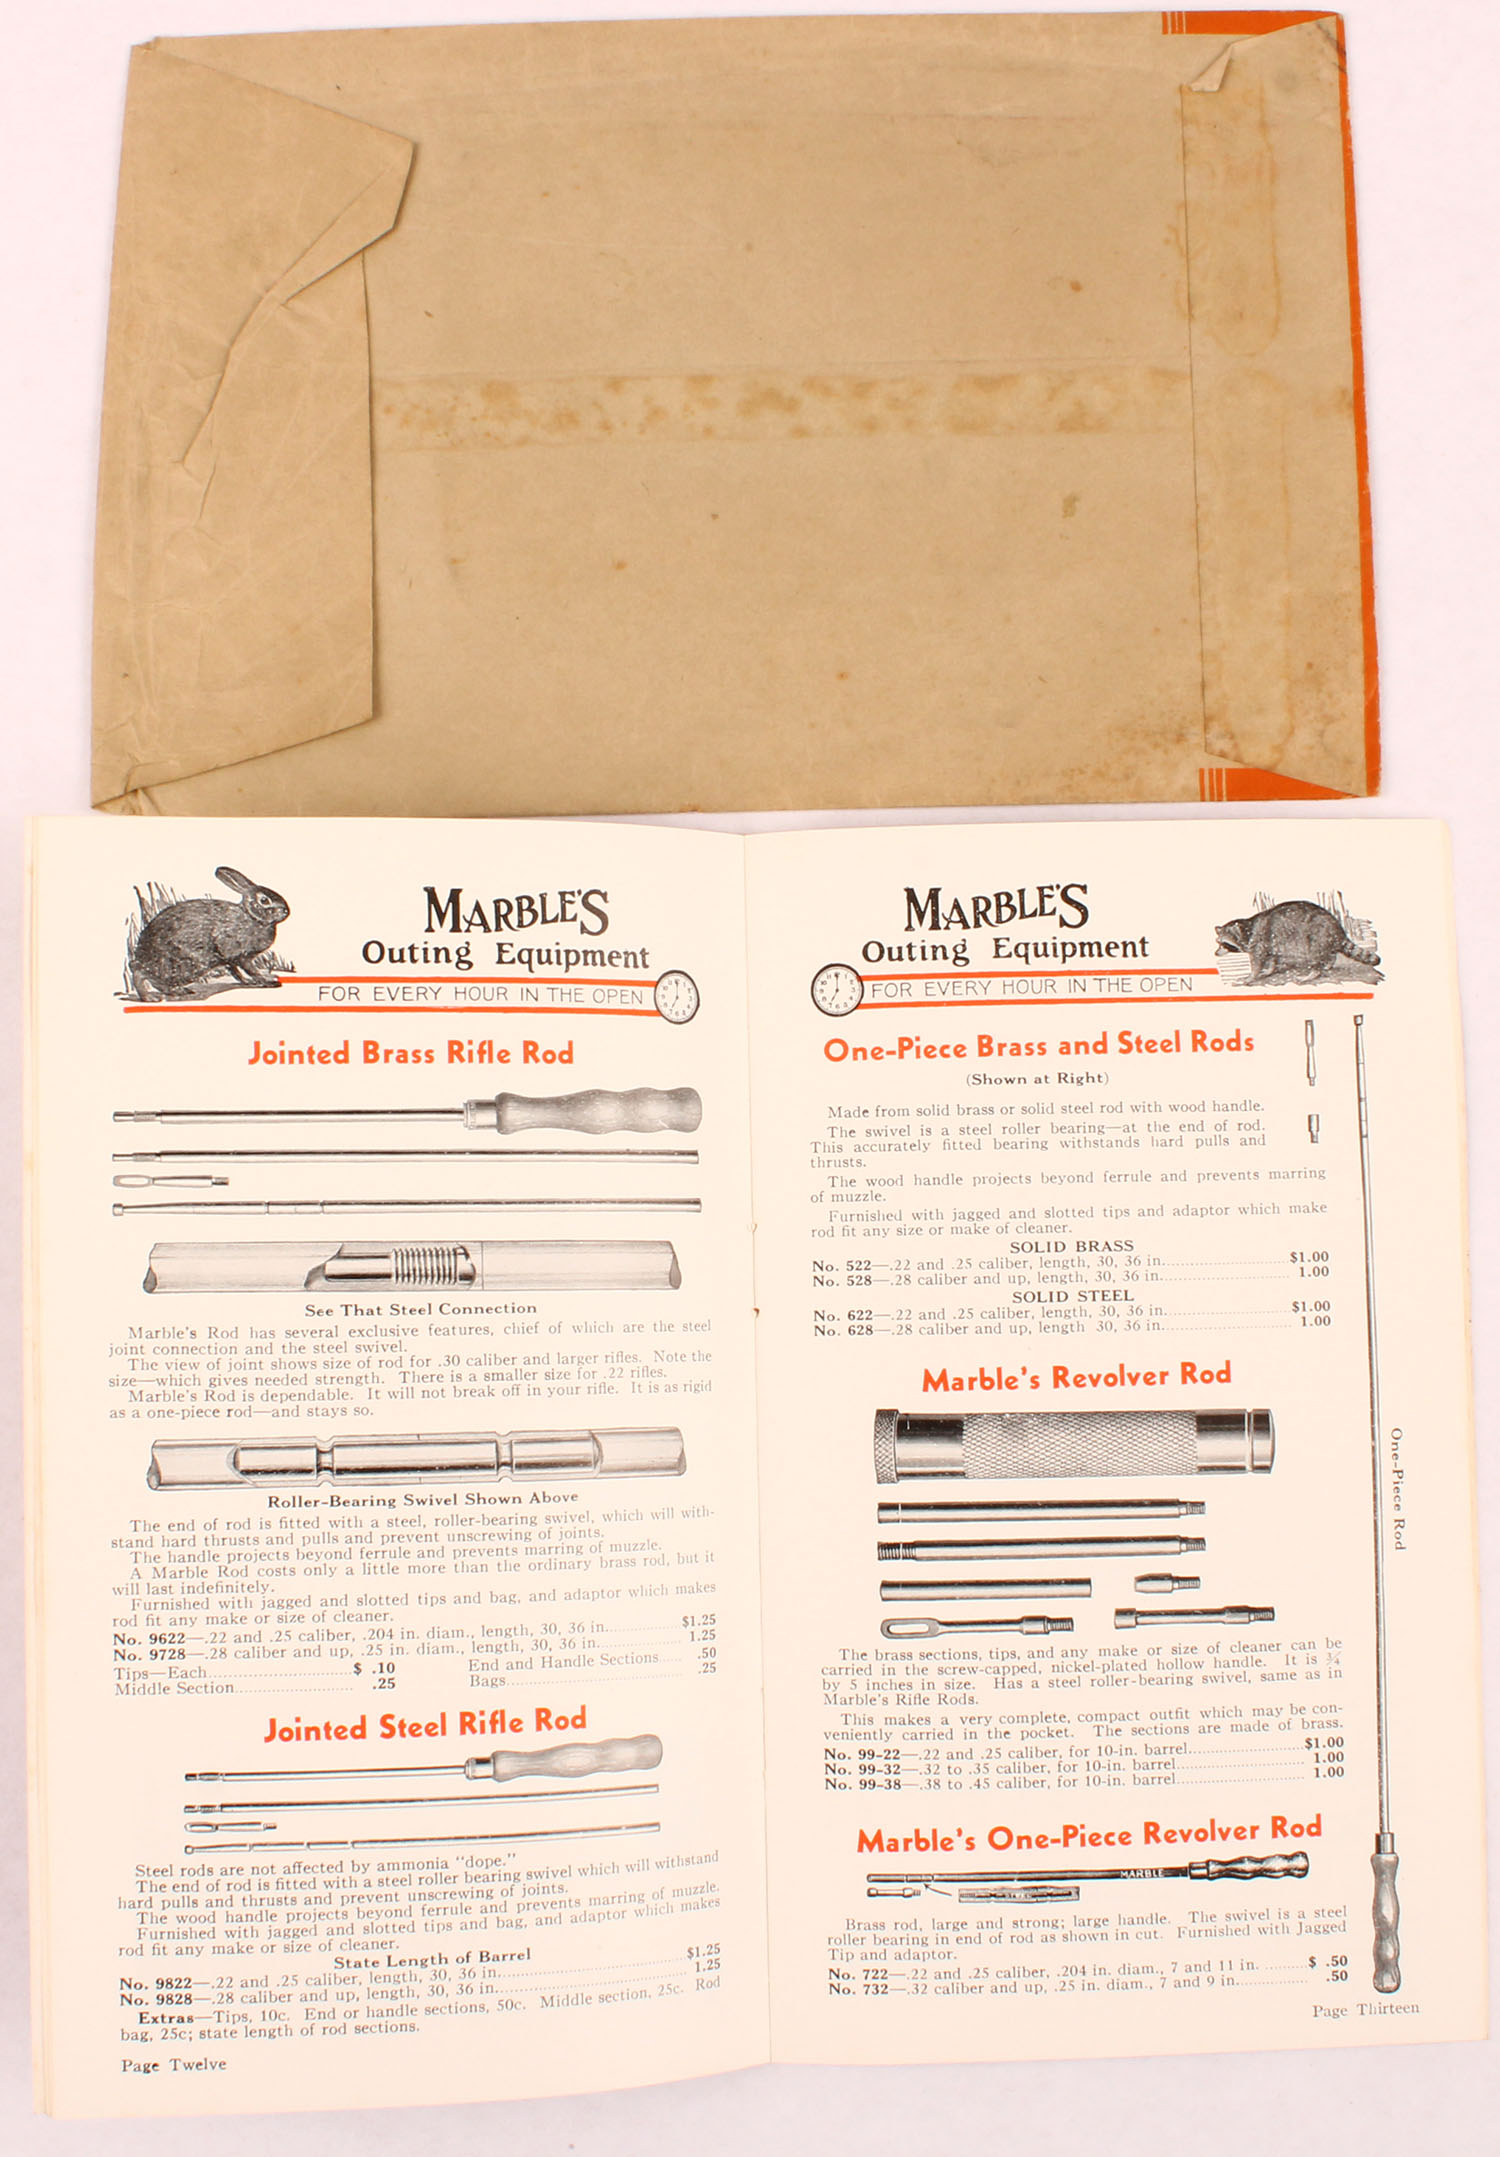 MARBLE'S
Outing Equipment
FOR EVERY HOUR IN THE OPEN
Jointed Brass Rifle Rod
See That Steel Connection
Marble's Rod has several exclusive features, chief of which are the steel
joint connection and the steel swivel.
The view of joint shows size of rod for .30 caliber and larger rifles. Note the
size—which gives needed strength. There is a smaller size for .22 rifles.
Marble's Rod is dependable. It will not break off in your rifle. It is as rigid
as a one-piece rod—and stays so.
Roller-Bearing Swivel Shown Above
The end of rod is fitted with a steel, roller-bearing swivel, which will with-
stand hard thrusts and pulls and prevent unscrewing of joints.
The handle projects beyond ferrule and prevents marring of muzzle.
A Marble Rod costs only a little more than the ordinary brass rod, but it
will last indefinitely.
Furnished with jagged and slotted tips and bag, and adaptor which makes
rod fit any make or size of cleaner.
No. 9622—.22 and .25 caliber, .204 in. diam., length, 30, 36 in. $1.25
No. 9728—.28 caliber and up, .25 in. diam., length, 30, 36 in. 1.25
Tips—Each $ .10 End and Handle Sections .50
Middle Section .25 Bags .25
Jointed Steel Rifle Rod
Steel rods are not affected by ammonia "dope."
The end of rod is fitted with a steel roller bearing swivel which will withstand
hard pulls and thrusts and prevent unscrewing of joints.
The wood handle projects beyond ferrule and prevents marring of muzzle.
Furnished with jagged and slotted tips and bag, and adaptor which makes
rod fit any make or size of cleaner.
State Length of Barrel
No. 9822—.22 and .25 caliber, length, 30, 36 in. $1.25
No. 9828—.28 caliber and up, length, 30, 36 in. 1.25
Extras—Tips, 10c. End or handle sections, 50c. Middle section, 25c. Rod
bag, 25c; state length of rod sections.
Page Twelve
MARBLE'S
Outing Equipment
FOR EVERY HOUR IN THE OPEN
One-Piece Brass and Steel Rods
(Shown at Right)
Made from solid brass or solid steel rod with wood handle.
The swivel is a steel roller bearing—at the end of rod.
This accurately fitted bearing withstands hard pulls and
thrusts.
The wood handle projects beyond ferrule and prevents marring
of muzzle.
Furnished with jagged and slotted tips and adaptor which make
rod fit any size or make of cleaner.
SOLID BRASS
No. 522—.22 and .25 caliber, length, 30, 36 in. $1.00
No. 528—.28 caliber and up, length, 30, 36 in. 1.00
SOLID STEEL
No. 622—.22 and .25 caliber, length, 30, 36 in. $1.00
No. 628—.28 caliber and up, length 30, 36 in. 1.00
Marble's Revolver Rod
One-Piece Rod
The brass sections, tips, and any make or size of cleaner can be
carried in the screw-capped, nickel-plated hollow handle. It is ¾
by 5 inches in size. Has a steel roller-bearing swivel, same as in
Marble's Rifle Rods.
This makes a very complete, compact outfit which may be con-
veniently carried in the pocket. The sections are made of brass.
No. 99-22—.22 and .25 caliber, for 10-in. barrel $1.00
No. 99-32—.32 to .35 caliber, for 10-in. barrel 1.00
No. 99-38—.38 to .45 caliber, for 10-in. barrel 1.00
Marble's One-Piece Revolver Rod
MARBLE
Brass rod, large and strong; large handle. The swivel is a steel
roller bearing in end of rod as shown in cut. Furnished with Jagged
Tip and adaptor.
No. 722—.22 and .25 caliber, .204 in. diam., 7 and 11 in. $ .50
No. 732—.32 caliber and up, .25 in. diam., 7 and 9 in. .50
Page Thirteen